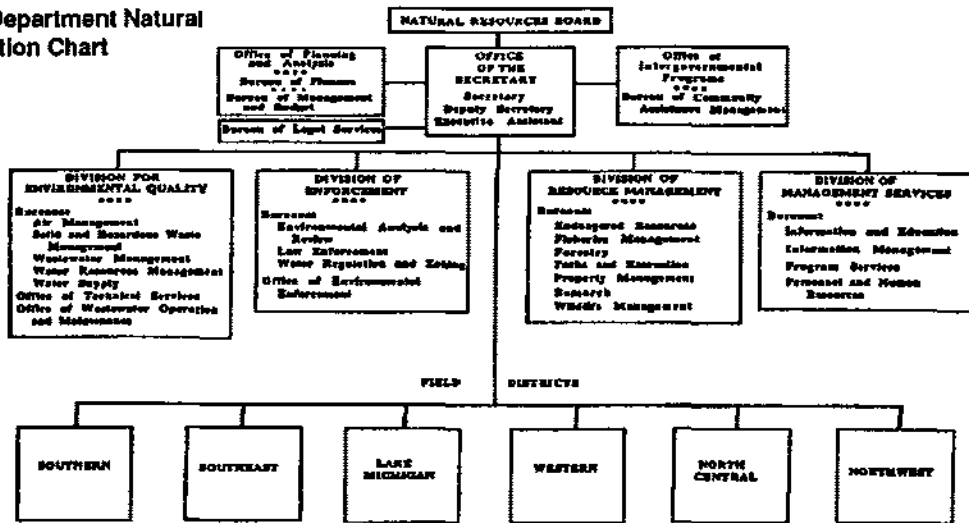 Department Natural
tion Chart
NATURAL RESOURCES BOARD
Office of Planning
and Analysis
****
Bureau of Finance
****
Bureau of Management
and Budget
Bureau of Legal Services
OFFICE
OF THE
SECRETARY
Secretary
Deputy Secretary
Executive Assistant
Office of
Intergovernmental
Programs
****
Bureau of Community
Assistance Management
DIVISION FOR
ENVIRONMENTAL QUALITY
****
Bureaus:
Air Management
Solid and Hazardous Waste
Management
Wastewater Management
Water Resources Management
Water Supply
Office of Technical Services
Office of Wastewater Operation
and Maintenance
DIVISION OF
ENFORCEMENT
****
Bureaus:
Environmental Analysis and
Review
Law Enforcement
Water Regulation and Zoning
Office of Environmental
Enforcement
DIVISION OF
RESOURCE MANAGEMENT
****
Bureaus:
Endangered Resources
Fisheries Management
Forestry
Parks and Recreation
Property Management
Research
Wildlife Management
DIVISION OF
MANAGEMENT SERVICES
****
Bureaus:
Information and Education
Information Management
Program Services
Personnel and Human
Resources
FIELD DISTRICTS
SOUTHERN
SOUTHEAST
LAKE
MICHIGAN
WESTERN
NORTH
CENTRAL
NORTHWEST